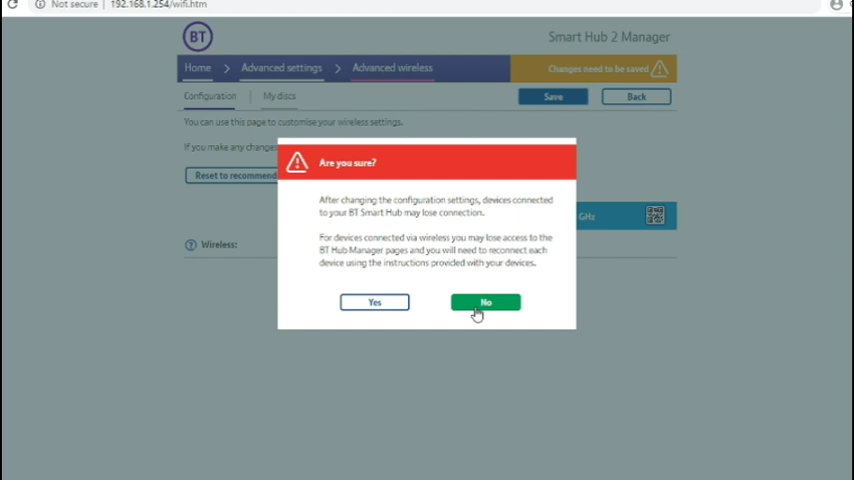 Not secure | 192.168.1.254/wifi.htm
BT
Smart Hub 2 Manager
Home > Advanced settings > Advanced wireless
Changes need to be saved
Configuration | My discs
Save
Back
You can use this page to customise your wireless settings.
If you make any changes
Reset to recommend
GHz
Wireless:
Are you sure?
After changing the configuration settings, devices connected
to your BT Smart Hub may lose connection.
For devices connected via wireless you may lose access to the
BT Hub Manager pages and you will need to reconnect each
device using the instructions provided with your devices.
Yes
No